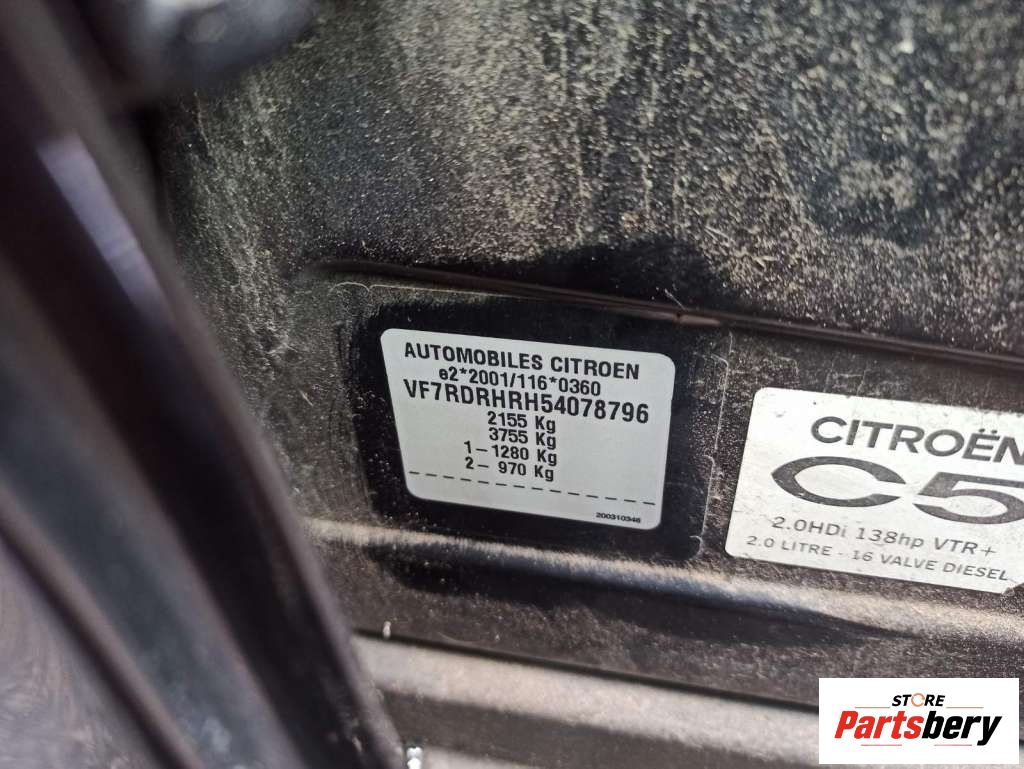 AUTOMOBILES CITROEN
e2*2001/116*0360
VF7RDRHRH54078796
2155 Kg
3755 Kg
1-1280 Kg
2- 970 Kg
200310346
CITROËN
C5
2.0HDi 138hp VTR+
2.0 LITRE - 16 VALVE DIESEL
STORE
Partsbery